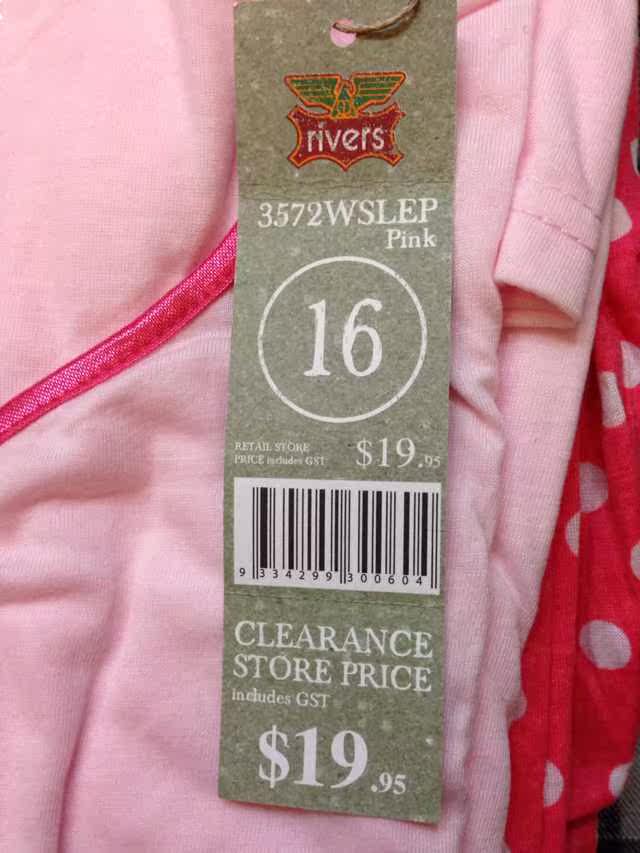 rivers
3572WSLEP
Pink
16
RETAIL STORE
PRICE includes GST $19.95
9 334299 300604
CLEARANCE
STORE PRICE
includes GST
$19.95